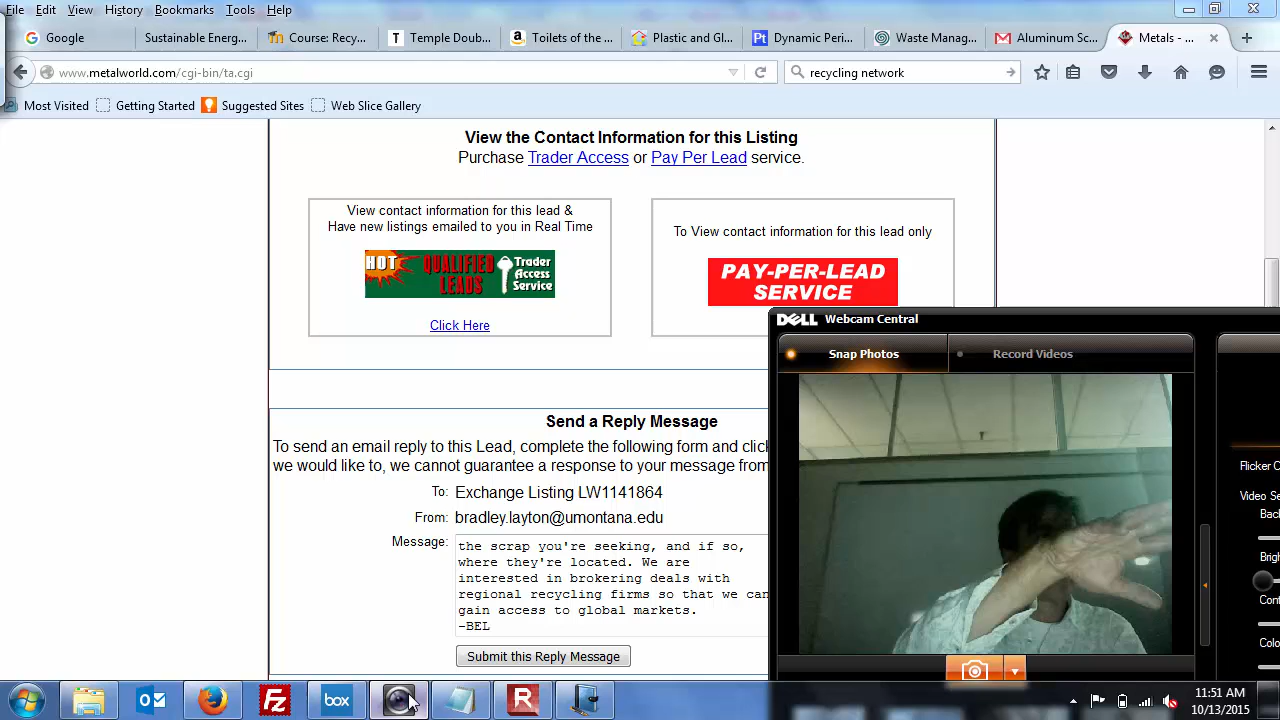 File Edit View History Bookmarks Tools Help
Google Sustainable Energ... Course: Recy... Temple Doub... Toilets of the ... Plastic and Gl... Dynamic Peri... Waste Manag... Aluminum Sc... Metals - ...
www.metalworld.com/cgi-bin/ta.cgi recycling network
Most Visited Getting Started Suggested Sites Web Slice Gallery
View the Contact Information for this Listing
Purchase Trader Access or Pay Per Lead service.
View contact information for this lead &
Have new listings emailed to you in Real Time
HOT QUALIFIED LEADS Trader Access Service
Click Here
To View contact information for this lead only
PAY-PER-LEAD
SERVICE
DELL Webcam Central
Snap Photos Record Videos
Send a Reply Message
To send an email reply to this Lead, complete the following form and click
we would like to, we cannot guarantee a response to your message from
To: Exchange Listing LW1141864
From: bradley.layton@umontana.edu
Message: the scrap you're seeking, and if so,
where they're located. We are
interested in brokering deals with
regional recycling firms so that we can
gain access to global markets.
-BEL
Submit this Reply Message
Flicker C
Video Se
Back
Brigh
Cont
Colo
box
11:51 AM
10/13/2015